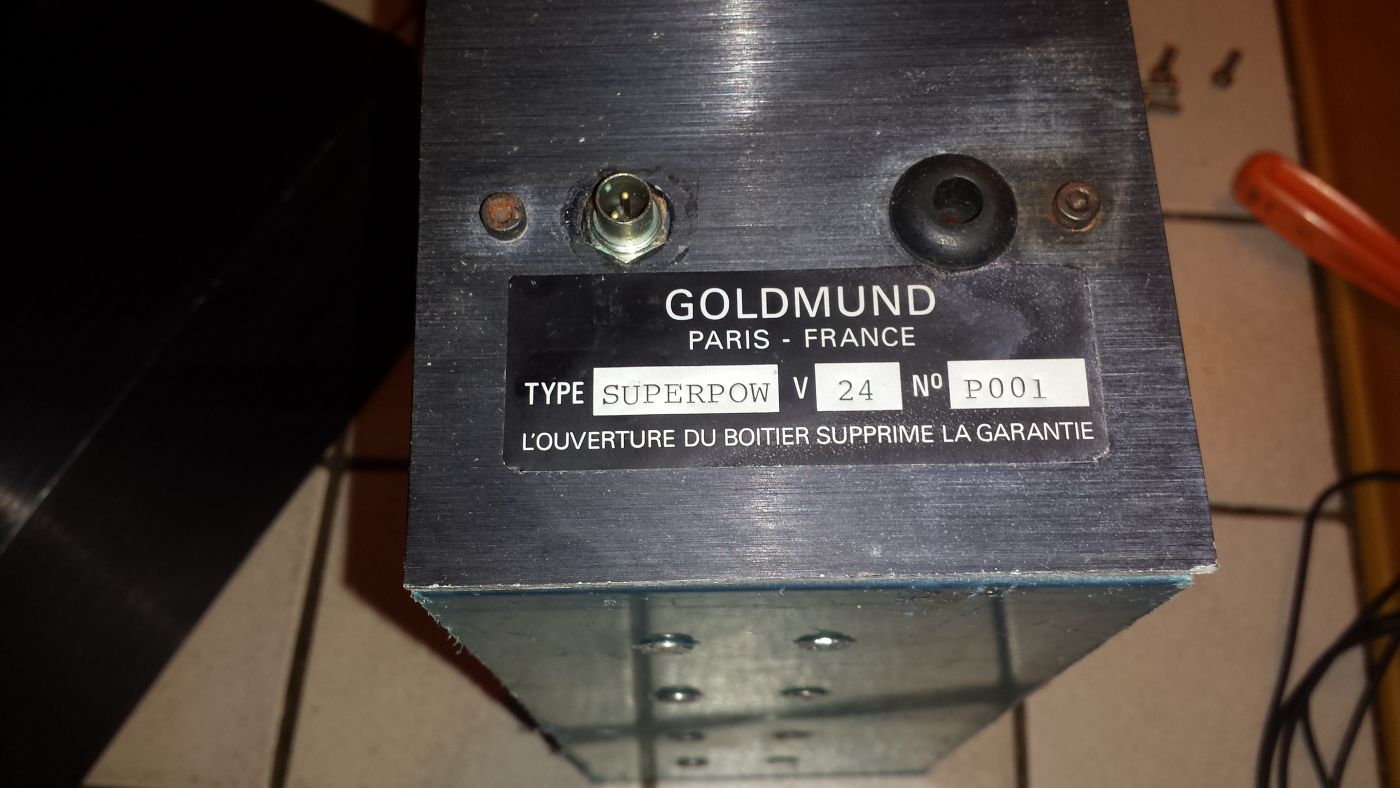 GOLDMUND
PARIS - FRANCE
TYPE SUPERPOW V 24 Nº P001
L'OUVERTURE DU BOITIER SUPPRIME LA GARANTIE